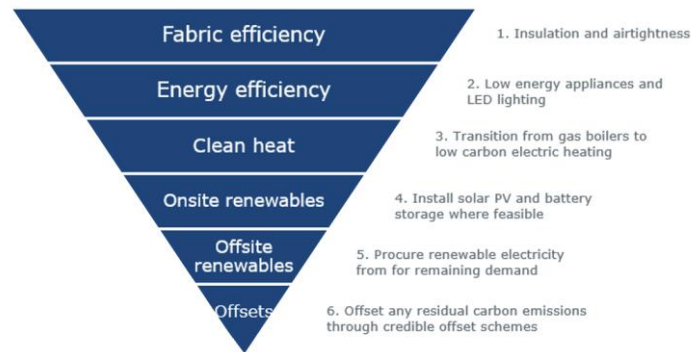 Fabric efficiency
1. Insulation and airtightness
Energy efficiency
2. Low energy appliances and
LED lighting
Clean heat
3. Transition from gas boilers to
low carbon electric heating
Onsite renewables
4. Install solar PV and battery
storage where feasible
Offsite
renewables
5. Procure renewable electricity
from for remaining demand
Offsets
6. Offset any residual carbon emissions
through credible offset schemes